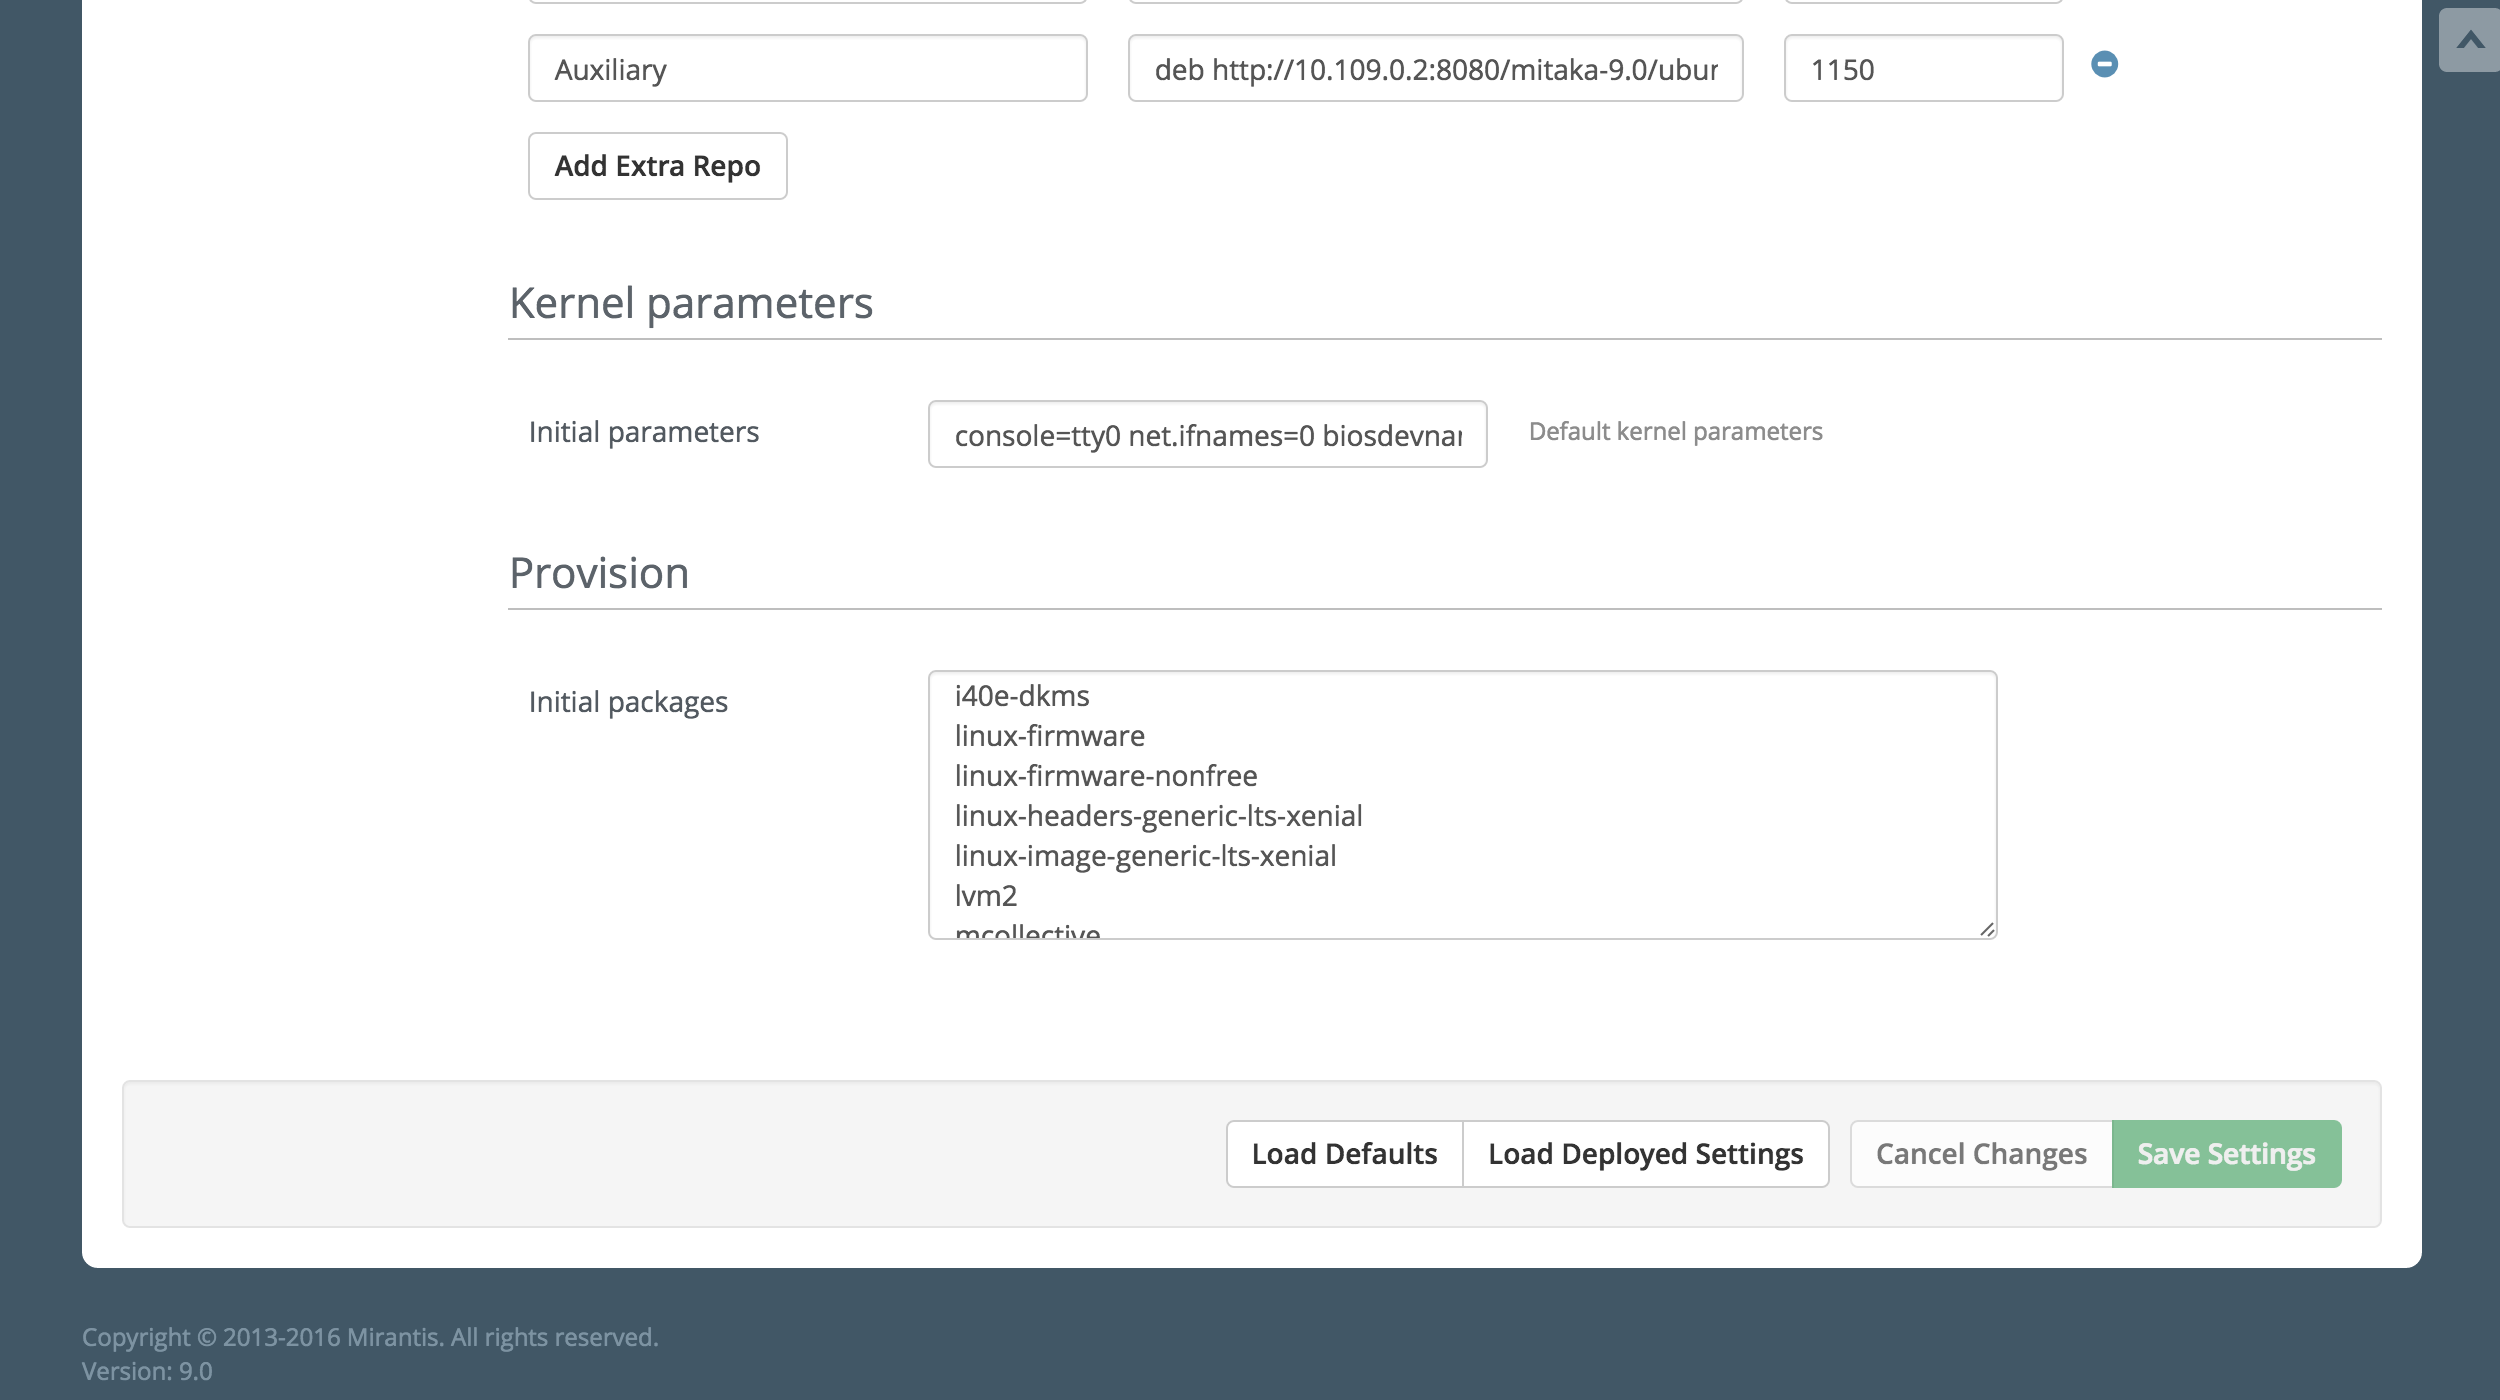 Auxiliary deb http://10.109.0.2:8080/mitaka-9.0/ 1150
Add Extra Repo
Kernel parameters
Initial parameters console=tty0 net.ifnames=0 Default kernel parameters
Provision
Initial packages i40e-dkms
linux-firmware
linux-firmware-nonfree
linux-headers-generic-lts-xenial
linux-image-generic-lts-xenial
lvm2
mcollective
Load Defaults Load Deployed Settings Cancel Changes Save Settings
Copyright © 2013-2016 Mirantis. All rights reserved.
Version: 9.0